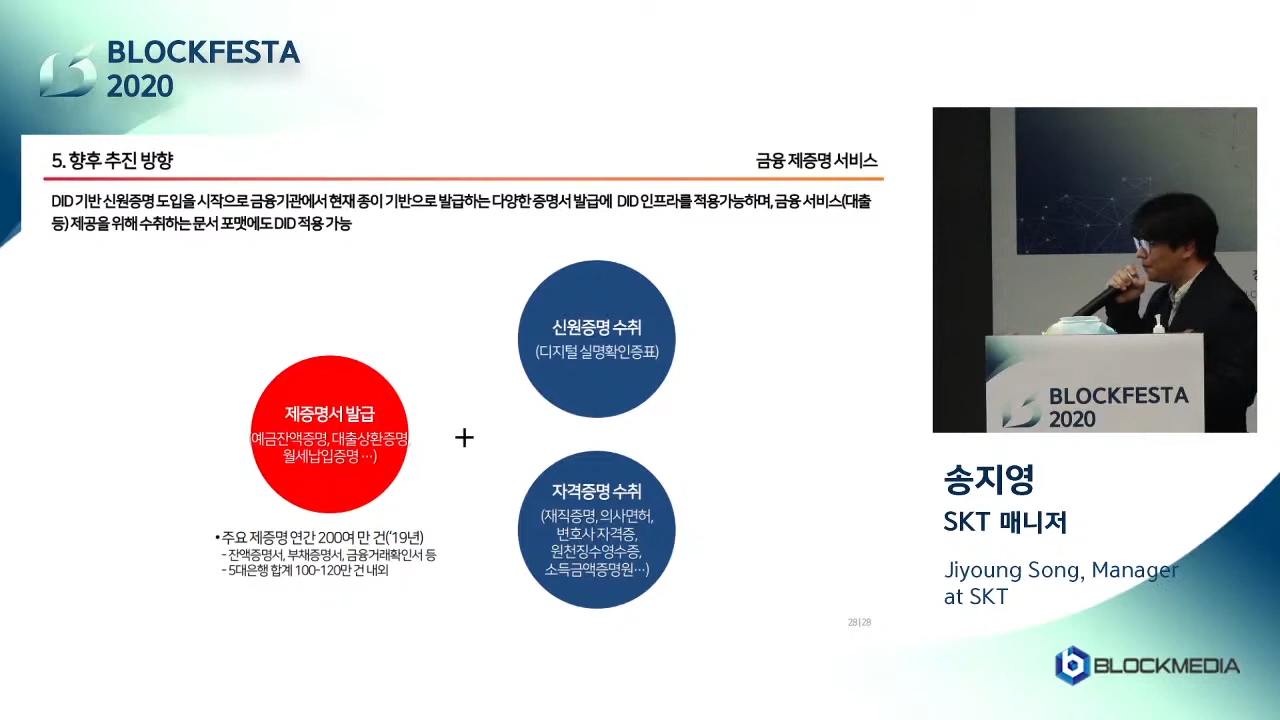 BLOCKFESTA
2020
5. 향후 추진 방향
금융 제증명 서비스
DID 기반 신원증명 도입을 시작으로 금융기관에서 현재 종이 기반으로 발급하는 다양한 증명서 발급에 DID 인프라를 적용가능하며, 금융 서비스(대출
등) 제공을 위해 수취하는 문서 포맷에도 DID 적용 가능
신원증명 수취
(디지털 실명확인증표)
제증명서 발급
(예금잔액증명, 대출상환증명,
월세납입증명 …)
+
자격증명 수취
(재직증명, 의사면허,
변호사 자격증,
원천징수영수증,
소득금액증명원…)
• 주요 제증명 연간 200여 만 건('19년)
- 잔액증명서, 부채증명서, 금융거래확인서 등
- 5대은행 합계 100-120만 건 내외
28|28
BLOCKFESTA
2020
송지영
SKT 매니저
Jiyoung Song, Manager
at SKT
BLOCKMEDIA